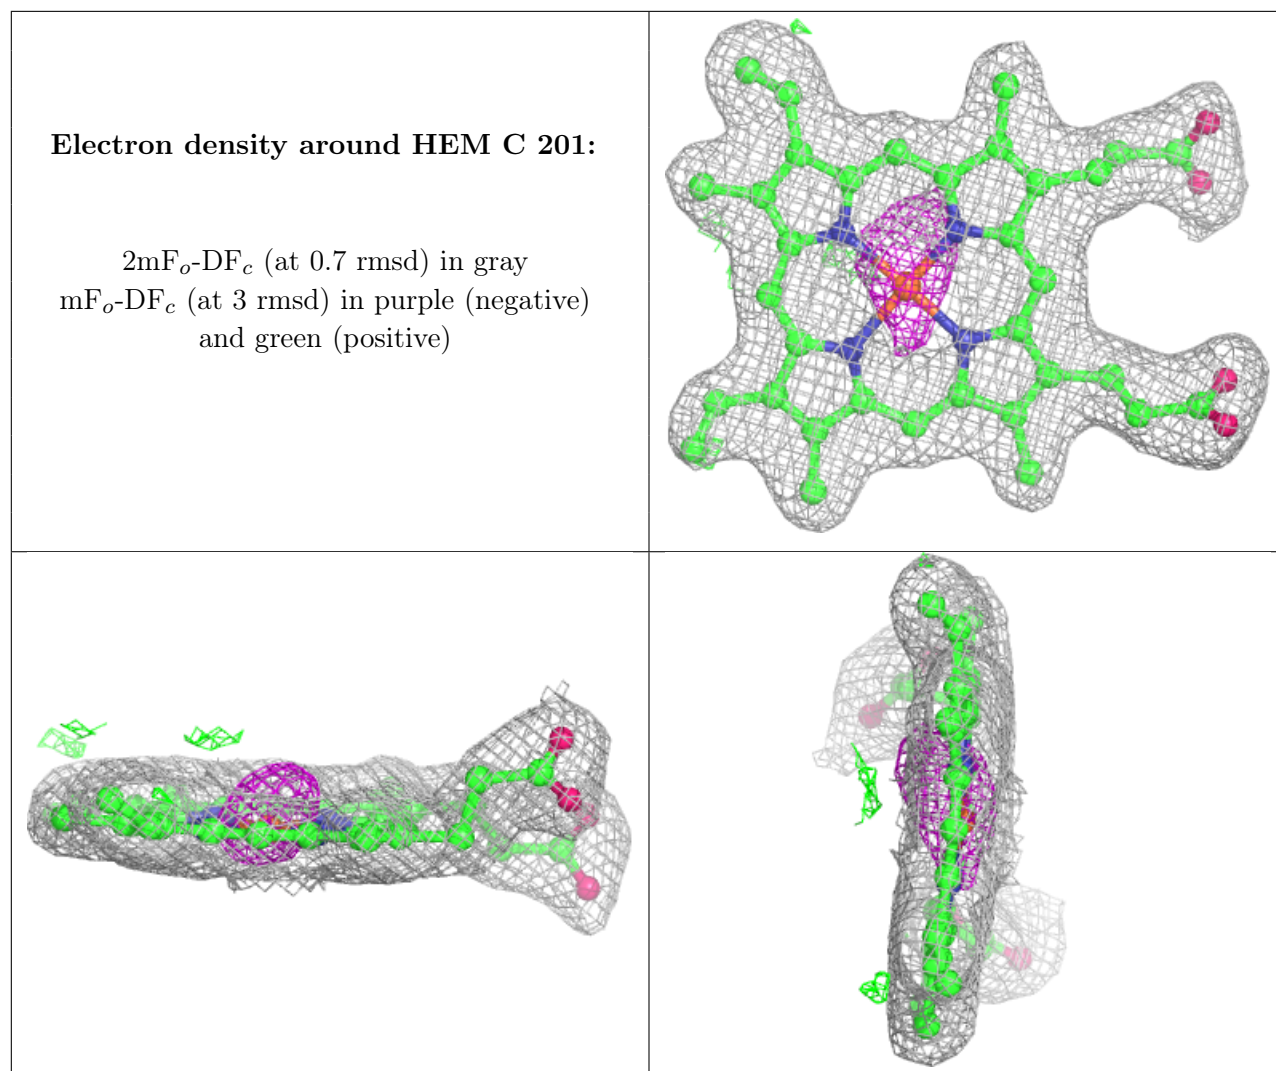 Electron density around HEM C 201:
2mFₒ-DF𝒸 (at 0.7 rmsd) in gray
mFₒ-DF𝒸 (at 3 rmsd) in purple (negative)
and green (positive)